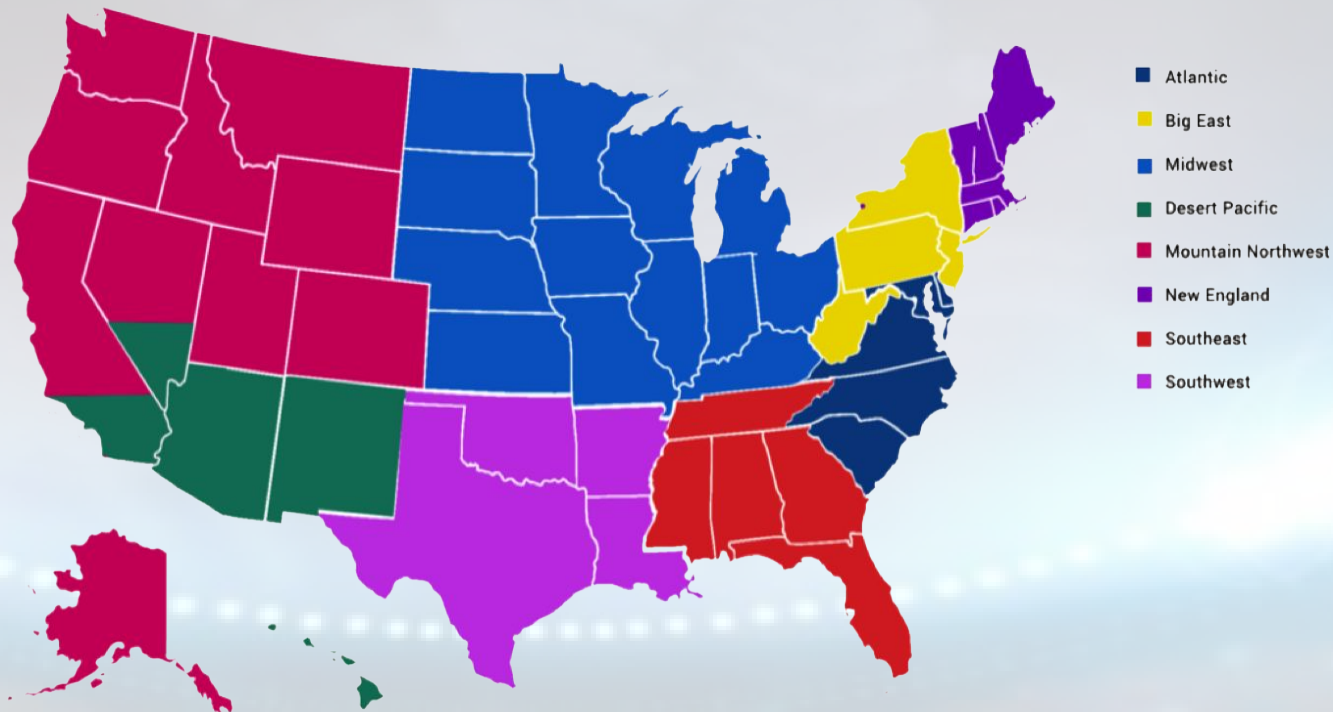 Atlantic
Big East
Midwest
Desert Pacific
Mountain Northwest
New England
Southeast
Southwest